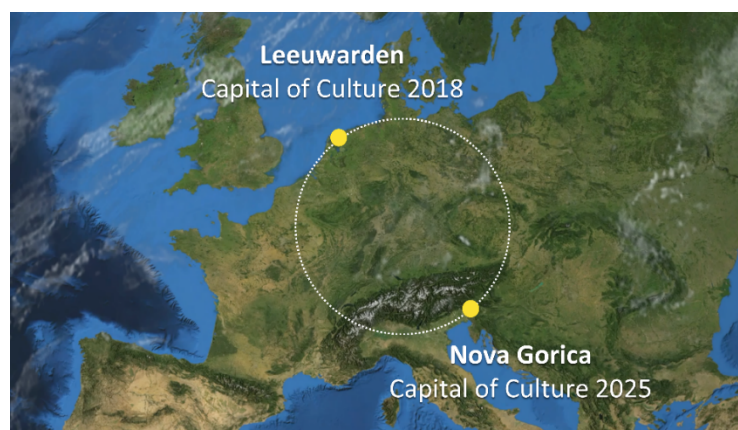 Leeuwarden
Capital of Culture 2018
Nova Gorica
Capital of Culture 2025